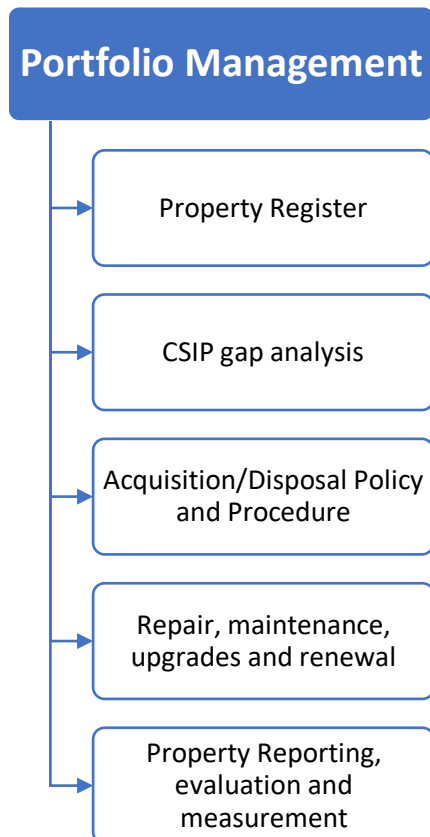 Portfolio Management
Property Register
CSIP gap analysis
Acquisition/Disposal Policy
and Procedure
Repair, maintenance,
upgrades and renewal
Property Reporting,
evaluation and
measurement